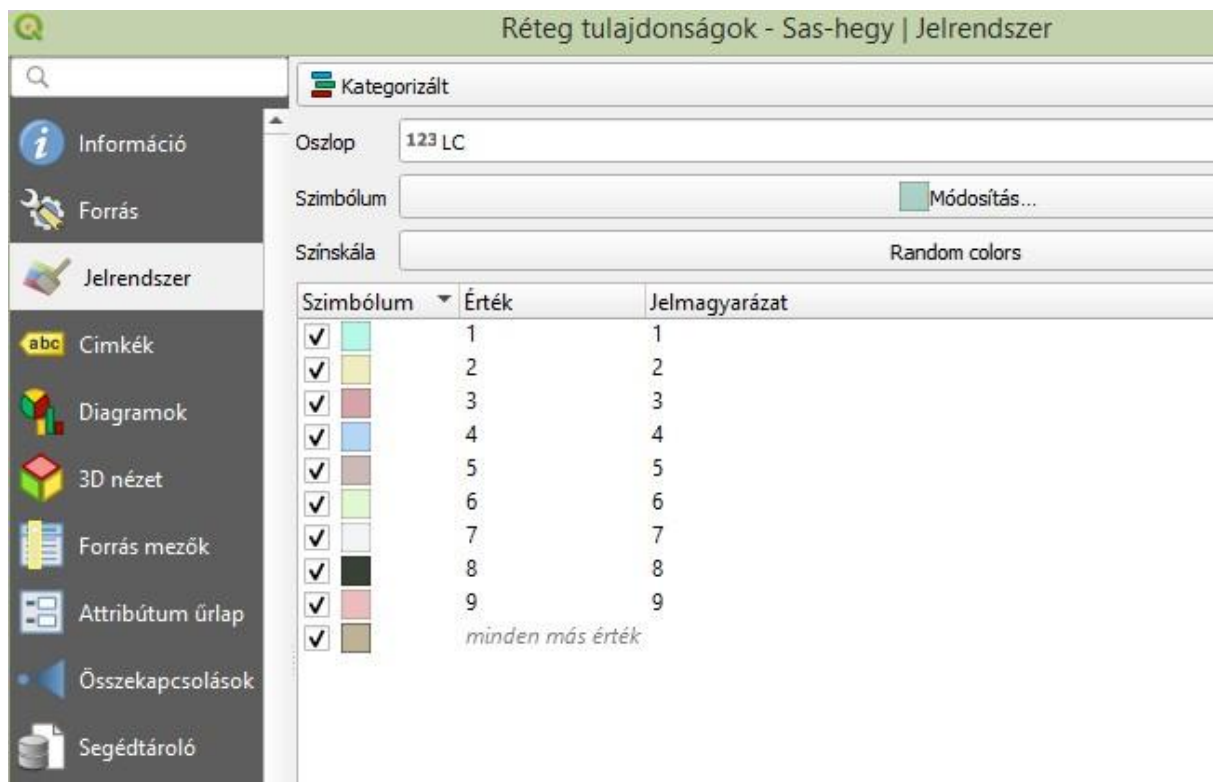 Réteg tulajdonságok - Sas-hegy | Jelrendszer
Információ
Forrás
Jelrendszer
abc Cimkék
Diagramok
3D nézet
Forrás mezők
Attribútum űrlap
Összekapcsolások
Segédtároló
Kategorizált
Oszlop 123 LC
Szimbólum Módosítás...
Színskála Random colors
Szimbólum Érték Jelmagyarázat
1 1
2 2
3 3
4 4
5 5
6 6
7 7
8 8
9 9
minden más érték